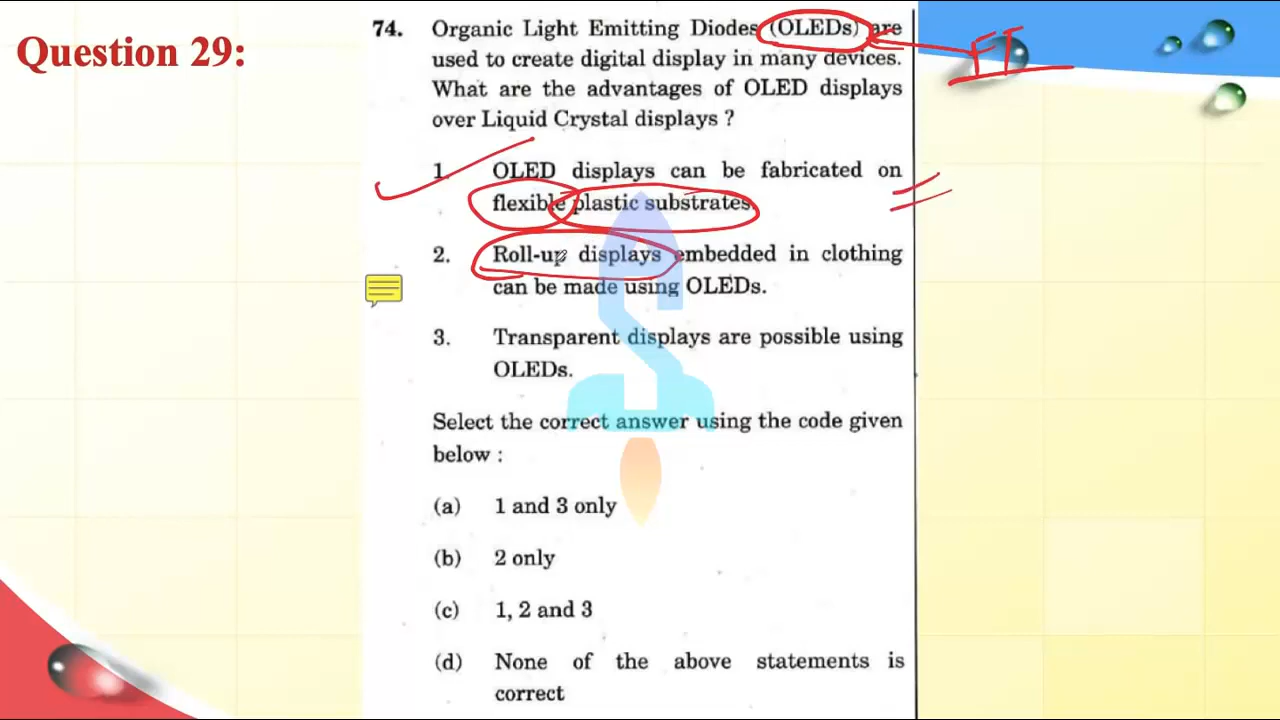 Question 29:
74. Organic Light Emitting Diodes (OLEDs) are
used to create digital display in many devices.
What are the advantages of OLED displays
over Liquid Crystal displays ?
1. OLED displays can be fabricated on
flexible plastic substrates.
2. Roll-up displays embedded in clothing
can be made using OLEDs.
3. Transparent displays are possible using
OLEDs.
Select the correct answer using the code given
below :
(a) 1 and 3 only
(b) 2 only
(c) 1, 2 and 3
(d) None of the above statements is
correct